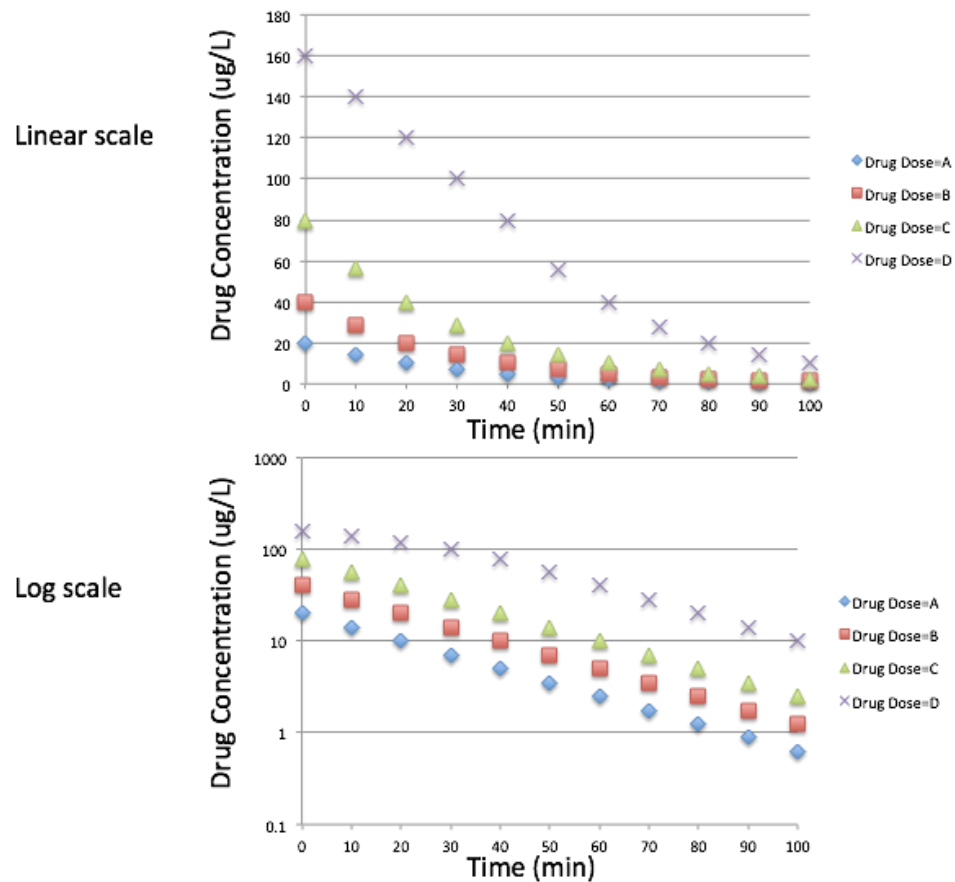 Linear scale
Drug Concentration (ug/L)
180
160
140
120
100
80
60
40
20
0
0 10 20 30 40 50 60 70 80 90 100
Time (min)
Drug Dose=A
Drug Dose=B
Drug Dose=C
Drug Dose=D
Log scale
Drug Concentration (ug/L)
1000
100
10
1
0.1
0 10 20 30 40 50 60 70 80 90 100
Time (min)
Drug Dose=A
Drug Dose=B
Drug Dose=C
Drug Dose=D